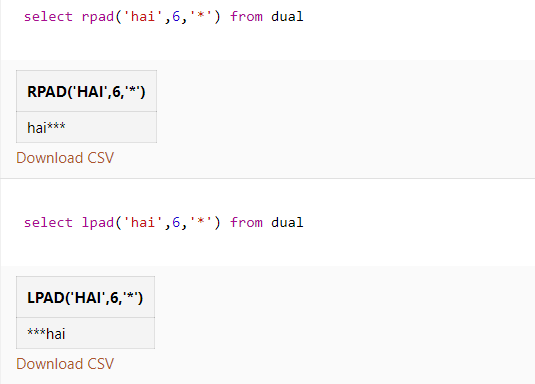 select rpad('hai',6,'*') from dual
RPAD('HAI',6,'*')
hai***
Download CSV
select lpad('hai',6,'*') from dual
LPAD('HAI',6,'*')
***hai
Download CSV